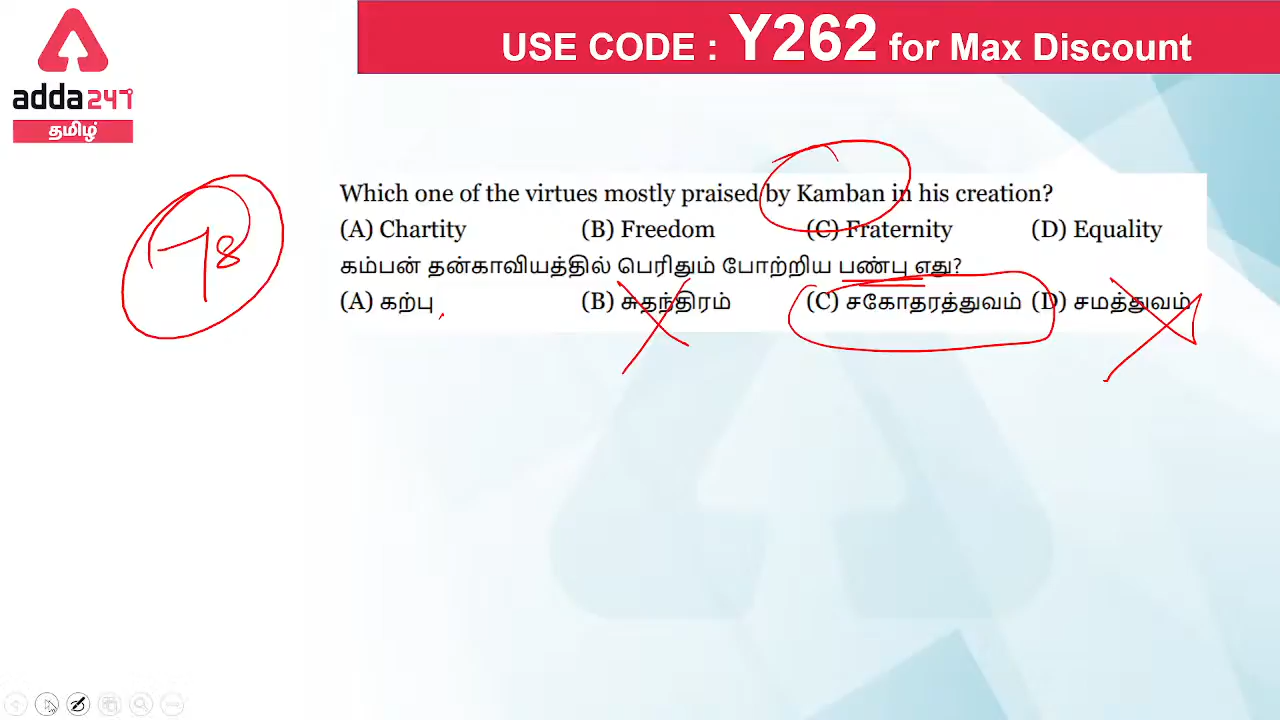 USE CODE : Y262 for Max Discount
adda247
தமிழ்
78
Which one of the virtues mostly praised by Kamban in his creation?
(A) Chartity (B) Freedom (C) Fraternity (D) Equality
கம்பன் தன்காவியத்தில் பெரிதும் போற்றிய பண்பு எது?
(A) கற்பு (B) சுதந்திரம் (C) சகோதரத்துவம் (D) சமத்துவம்